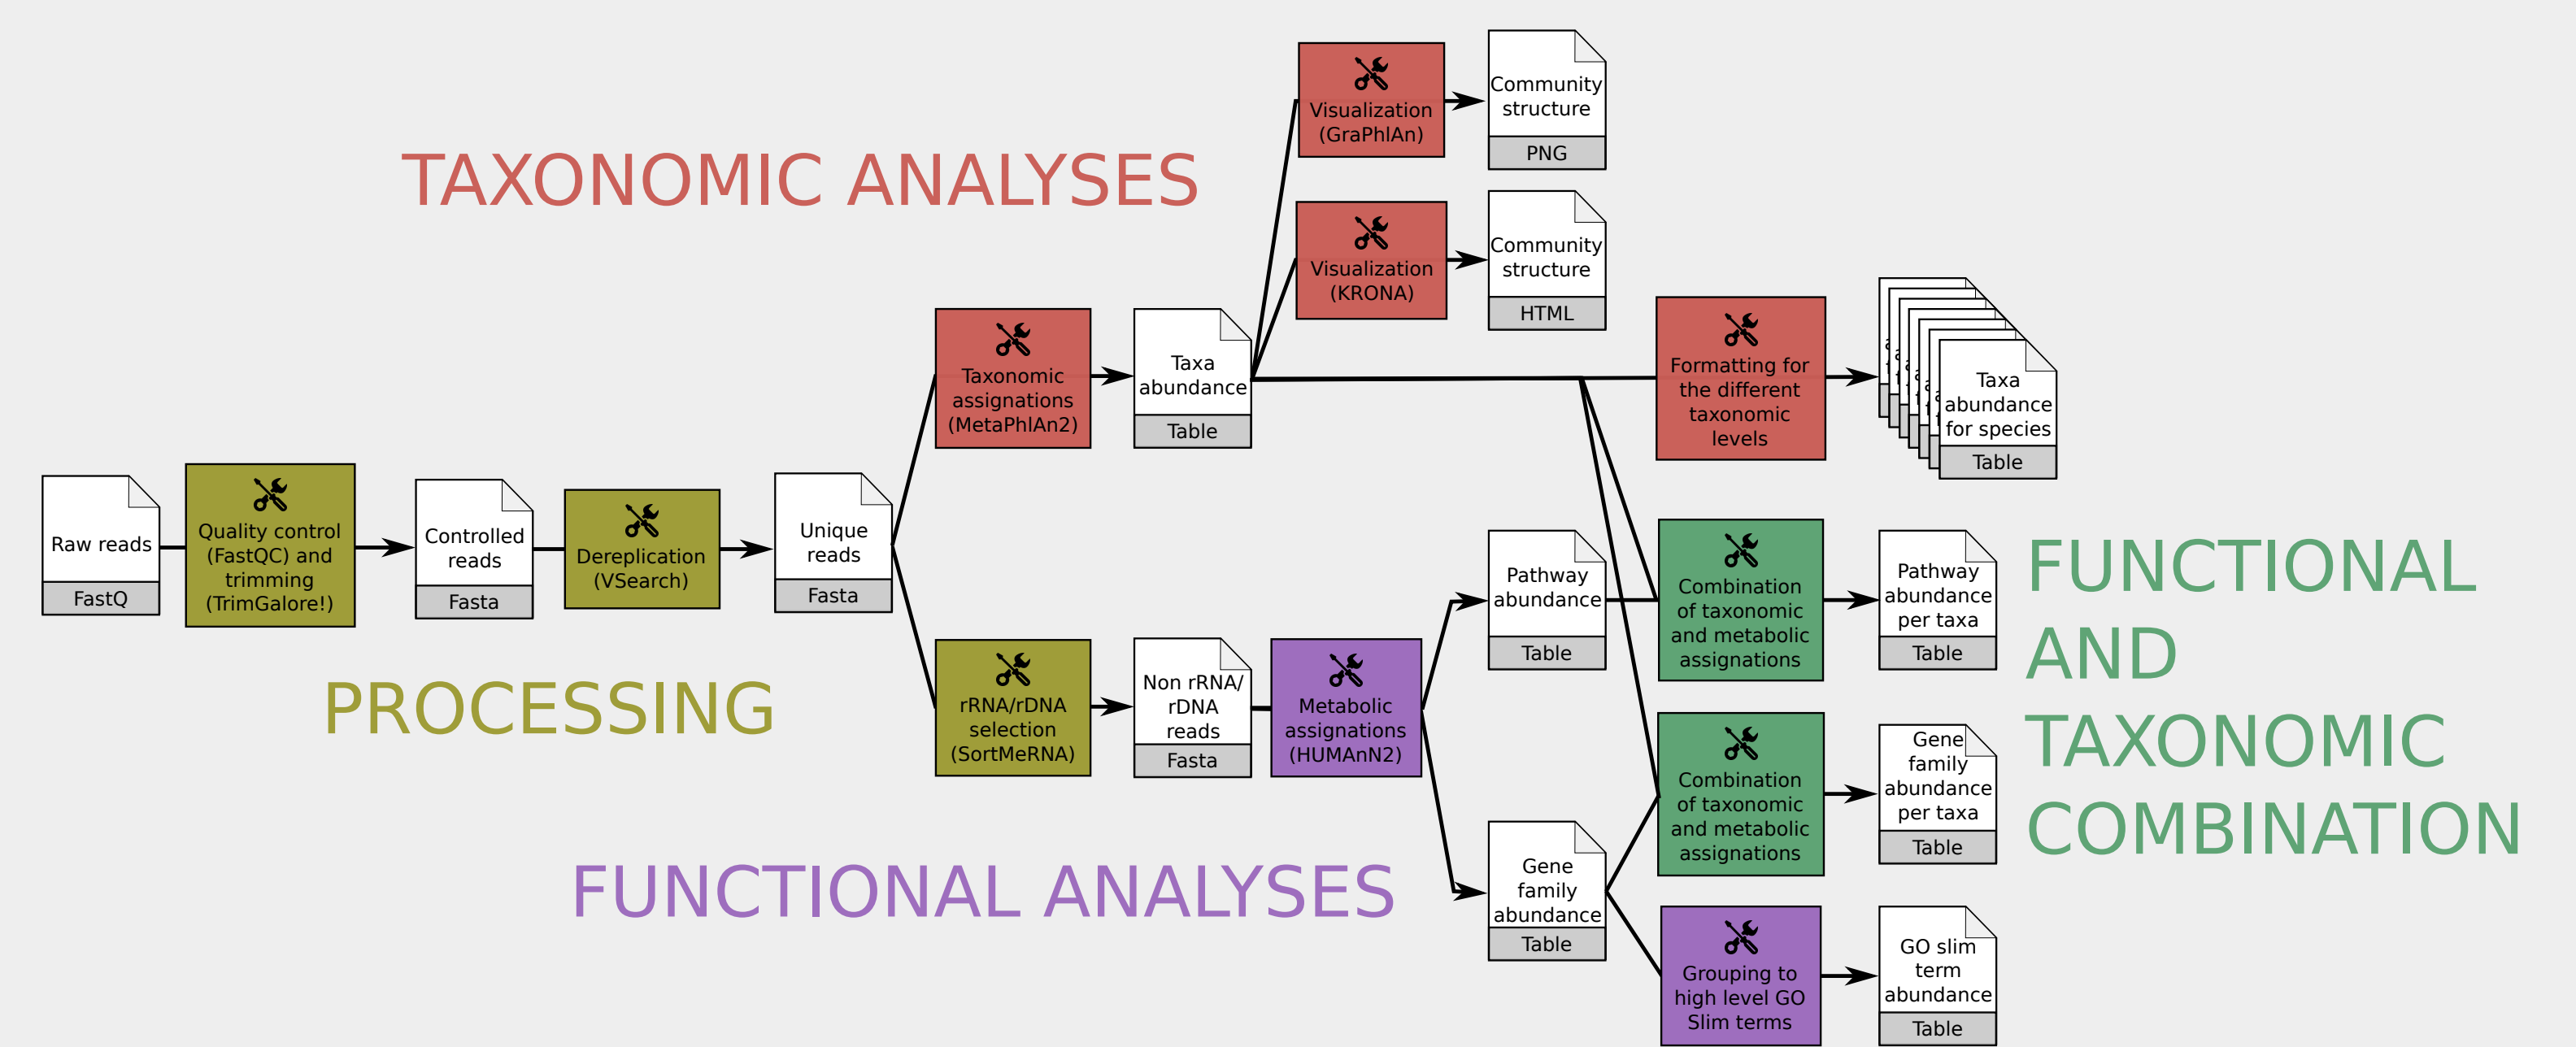 TAXONOMIC ANALYSES
Visualization
(GraPhlAn)
Community
structure
PNG
Visualization
(KRONA)
Community
structure
HTML
Taxonomic
assignations
(MetaPhlAn2)
Taxa
abundance
Table
Formatting for
the different
taxonomic
levels
Taxa
abundance
for species
Table
Raw reads
FastQ
Quality control
(FastQC) and
trimming
(TrimGalore!)
Controlled
reads
Fasta
Dereplication
(VSearch)
Unique
reads
Fasta
PROCESSING
rRNA/rDNA
selection
(SortMeRNA)
Non rRNA/
rDNA
reads
Fasta
Metabolic
assignations
(HUMAnN2)
FUNCTIONAL ANALYSES
Pathway
abundance
Table
Combination
of taxonomic
and metabolic
assignations
Pathway
abundance
per taxa
Table
Gene
family
abundance
Table
Combination
of taxonomic
and metabolic
assignations
Gene
family
abundance
per taxa
Table
Grouping to
high level GO
Slim terms
GO slim
term
abundance
Table
FUNCTIONAL
AND
TAXONOMIC
COMBINATION